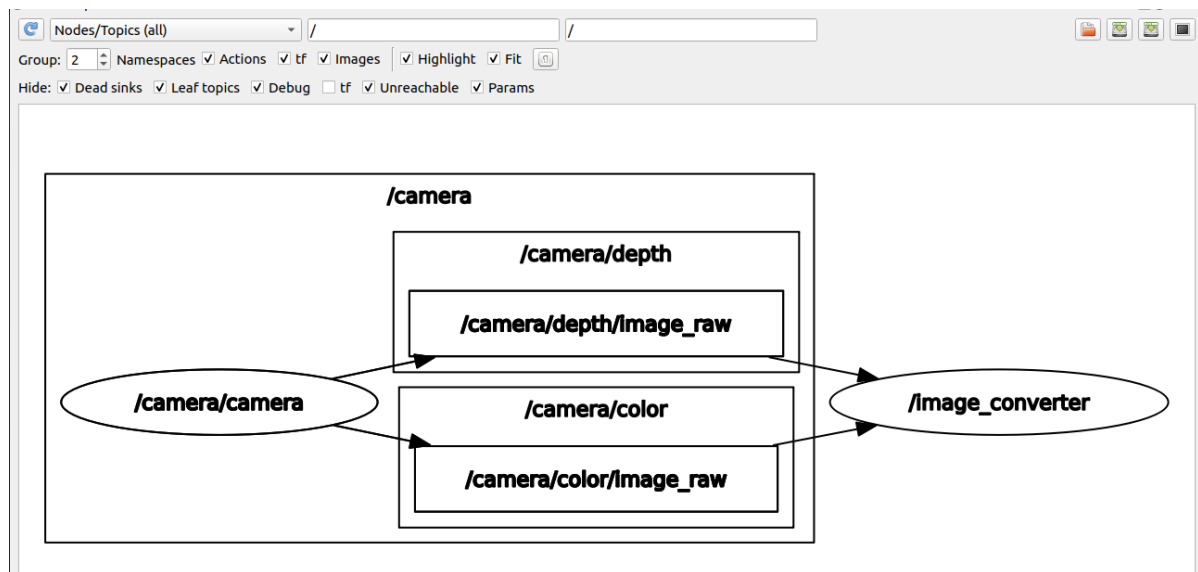 Nodes/Topics (all) / /
Group: 2 Namespaces Actions tf Images Highlight Fit
Hide: Dead sinks Leaf topics Debug tf Unreachable Params
/camera
/camera/depth
/camera/depth/image_raw
/camera/camera
/camera/color
/image_converter
/camera/color/image_raw